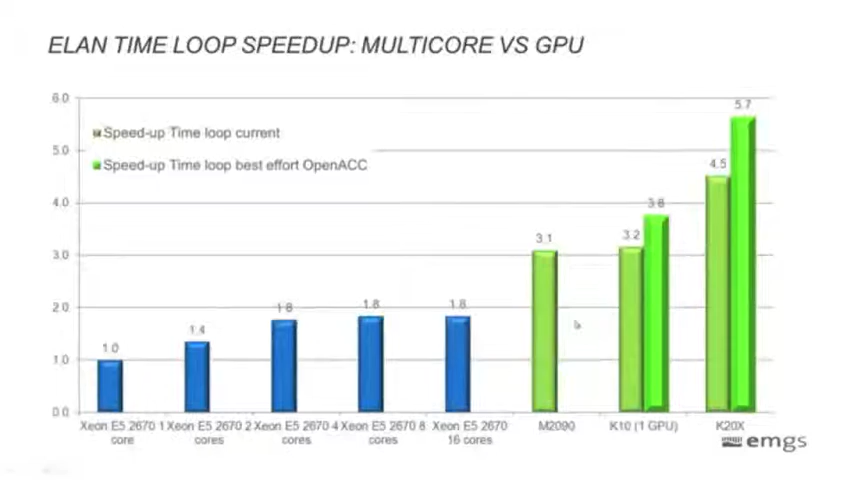 ELAN TIME LOOP SPEEDUP: MULTICORE VS GPU
6.0
5.0
4.0
3.0
2.0
1.0
0.0
Speed-up Time loop current
Speed-up Time loop best effort OpenACC
1.0
1.4
1.8
1.8
1.8
3.1
3.2
3.8
4.5
5.7
Xeon E5 2670 1
core
Xeon E5 2670 2
cores
Xeon E5 2670 4
cores
Xeon E5 2670 8
cores
Xeon E5 2670
16 cores
M2090
K10 (1 GPU)
K20X
emgs